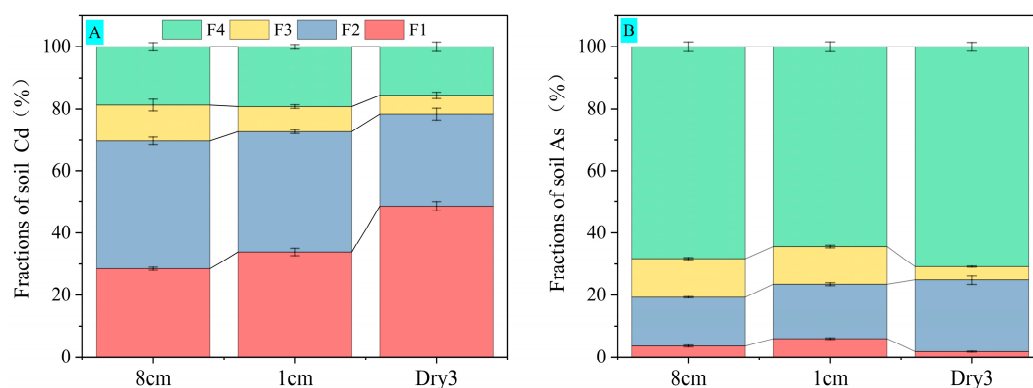 A
F4
F3
F2
F1
Fractions of soil Cd（%）
100
80
60
40
20
0
8cm
1cm
Dry3
B
Fractions of soil As （%）
100
80
60
40
20
0
8cm
1cm
Dry3